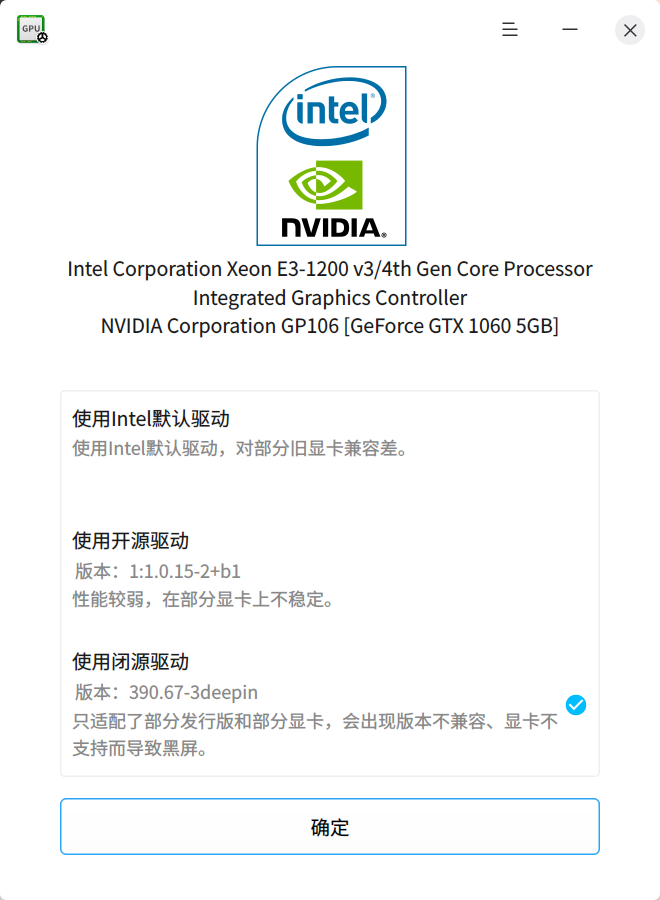 GPU
intel®
NVIDIA®
Intel Corporation Xeon E3-1200 v3/4th Gen Core Processor
Integrated Graphics Controller
NVIDIA Corporation GP106 [GeForce GTX 1060 5GB]
使用Intel默认驱动
使用Intel默认驱动，对部分旧显卡兼容差。
使用开源驱动
版本：1:1.0.15-2+b1
性能较弱，在部分显卡上不稳定。
使用闭源驱动
版本：390.67-3deepin
只适配了部分发行版和部分显卡，会出现版本不兼容、显卡不
支持而导致黑屏。
确定